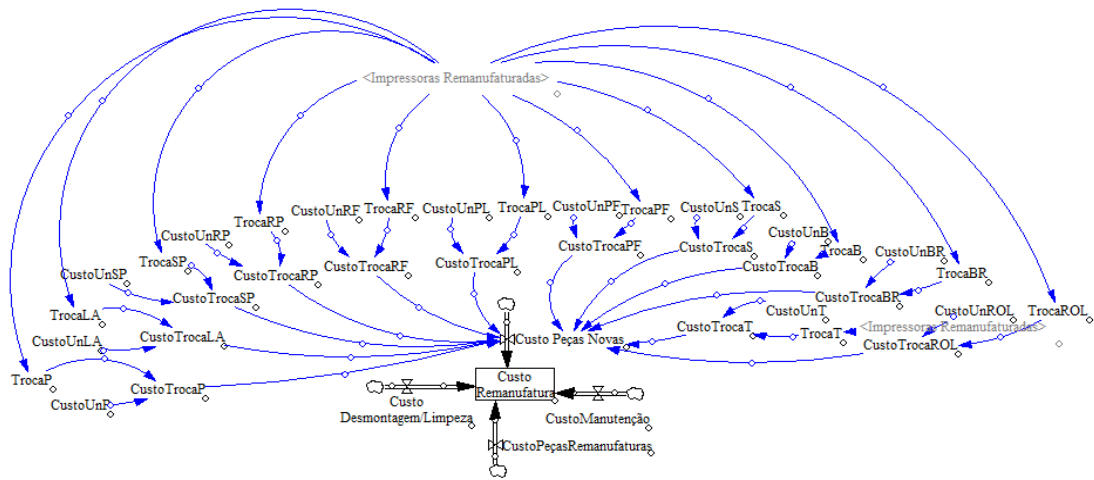 <Impressoras Remanufaturadas>
TrocaRP
CustoUnRF
TrocaRF
CustoUnPL
TrocaPL
CustoUnPF
TrocaPF
CustoUnS
TrocaS
CustoUnRP
CustoTrocaRF
CustoTrocaPL
CustoTrocaPF
CustoTrocaS
CustoUnB
TrocaB
CustoUnBR
TrocaSP
CustoTrocaRP
CustoTrocaB
TrocaBR
CustoUnSP
CustoTrocaSP
CustoTrocaBR
TrocaLA
CustoUnT
CustoUnROL
TrocaROL
CustoUnLA
CustoTrocaLA
Custo Peças Novas
CustoTrocaT
TrocaT
<Impressoras Remanufaturadas>
CustoTrocaROL
TrocaP
CustoUnP
CustoTrocaP
Custo
Remanufatura
Custo
Desmontagem/Limpeza
CustoManutenção
CustoPeçasRemanufaturas